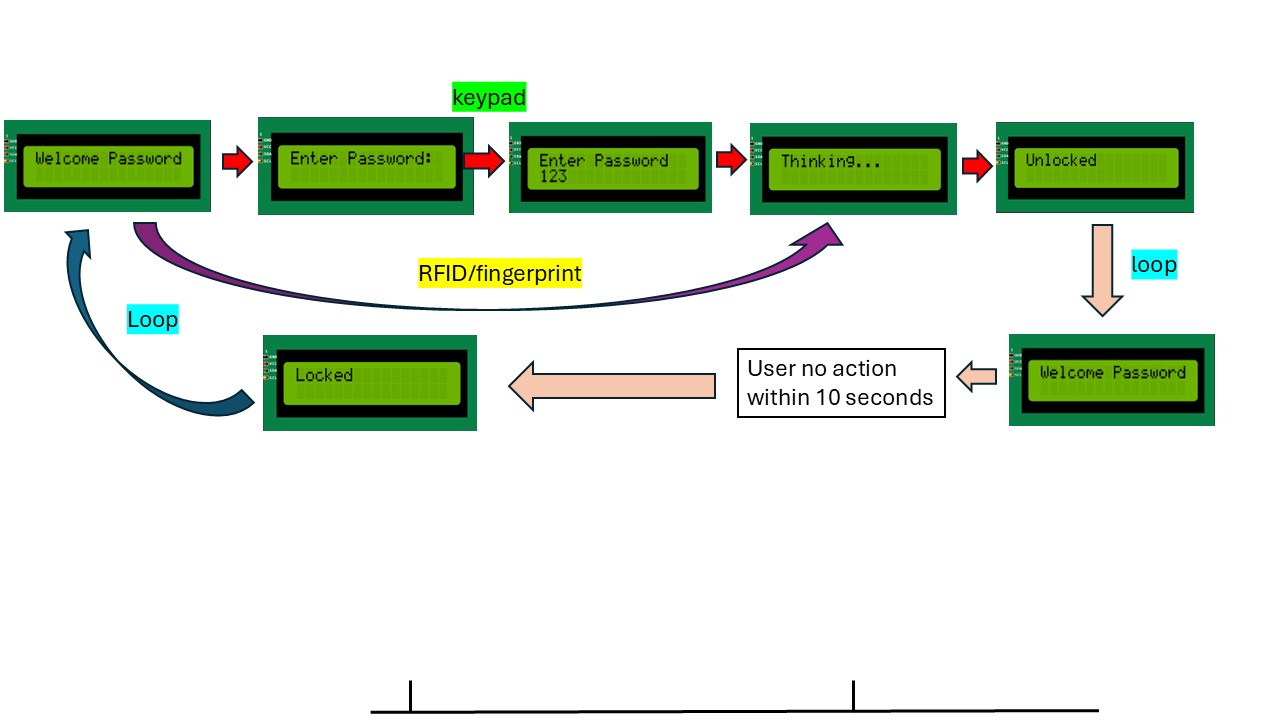 keypad
Welcome Password
Enter Password:
Enter Password
123
Thinking...
Unlocked
RFID/fingerprint
loop
Loop
Locked
User no action
within 10 seconds
Welcome Password